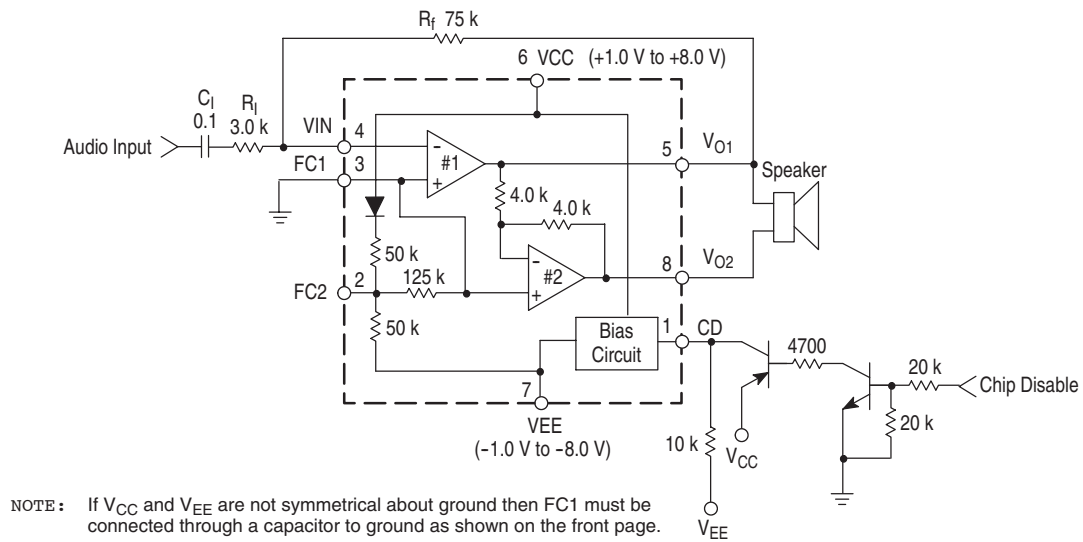 Rf 75 k
6 VCC (+1.0 V to +8.0 V)
CI
0.1
RI
3.0 k
VIN
4
Audio Input
FC1
3
-
#1
+
5
VO1
Speaker
4.0 k
4.0 k
50 k
2
FC2
125 k
-
#2
+
8
VO2
50 k
Bias
Circuit
1
CD
4700
20 k
Chip Disable
20 k
7
VEE
(−1.0 V to −8.0 V)
10 k
VCC
VEE
NOTE: If VCC and VEE are not symmetrical about ground then FC1 must be
connected through a capacitor to ground as shown on the front page.